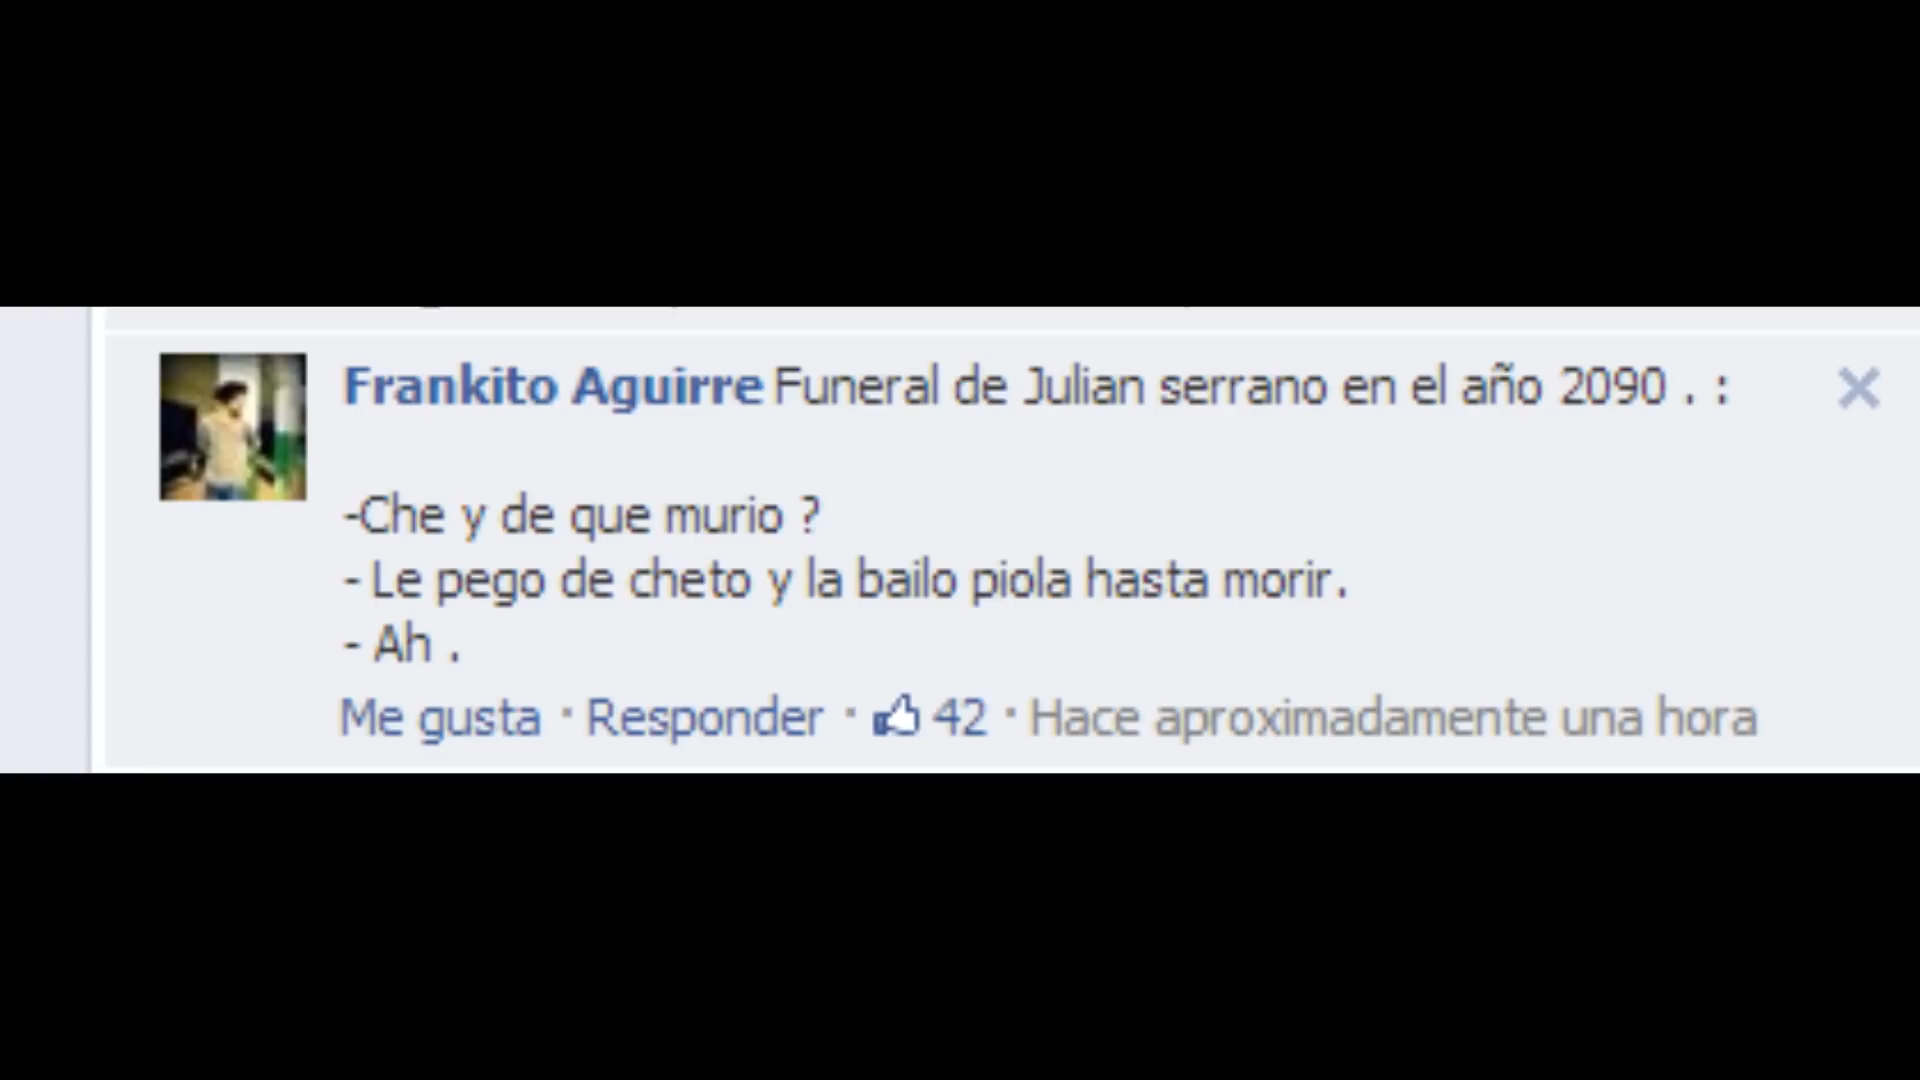 Frankito Aguirre Funeral de Julian serrano en el año 2090 . :
-Che y de que murio ?
- Le pego de cheto y la bailo piola hasta morir.
- Ah .
Me gusta · Responder · 42 · Hace aproximadamente una hora